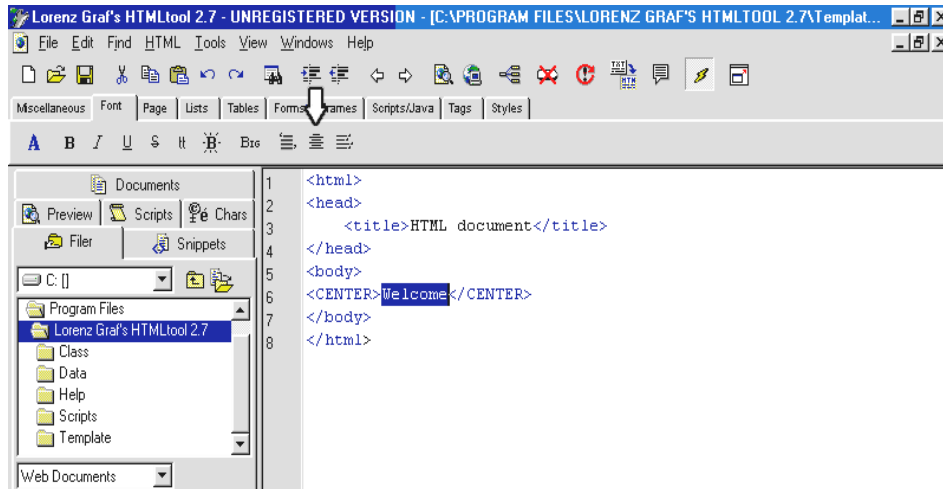 Lorenz Graf's HTMLtool 2.7 - UNREGISTERED VERSION - [C:\PROGRAM FILES\LORENZ GRAF'S HTMLTOOL 2.7\Templat...
File Edit Find HTML Tools View Windows Help
Miscellaneous Font Page Lists Tables Forms Frames Scripts/Java Tags Styles
A B I U S tt B BIG
Documents
Preview Scripts Chars
Filer Snippets
C: []
Program Files
Lorenz Graf's HTMLtool 2.7
Class
Data
Help
Scripts
Template
Web Documents
1 <html>
2 <head>
3 <title>HTML document</title>
4 </head>
5 <body>
6 <CENTER>Welcome</CENTER>
7 </body>
8 </html>